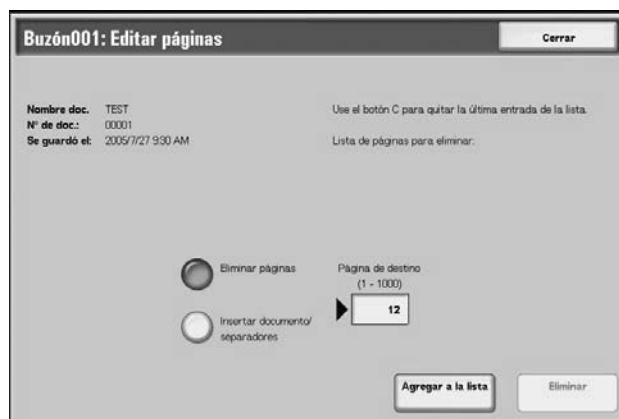 Buzón001: Editar páginas
Cerrar
Nombre doc. TEST
Nº de doc.: 00001
Se guardó el: 2005/7/27 9:30 AM
Use el botón C para quitar la última entrada de la lista.
Lista de páginas para eliminar:
Eliminar páginas
Insertar documento/
separadores
Página de destino
(1 - 1000)
12
Agregar a la lista
Eliminar